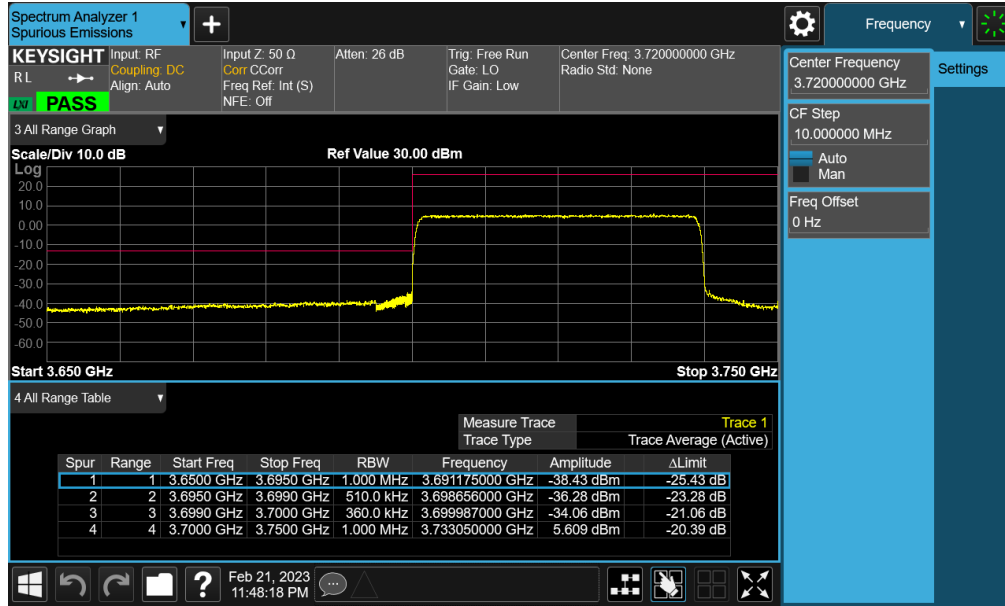 Spectrum Analyzer 1
Spurious Emissions
+
Frequency
KEYSIGHT
R L
LXI
PASS
Input: RF
Coupling: DC
Align: Auto
Input Z: 50 Ω
Corr CCorr
Freq Ref: Int (S)
NFE: Off
Atten: 26 dB
Trig: Free Run
Gate: LO
IF Gain: Low
Center Freq: 3.720000000 GHz
Radio Std: None
Center Frequency
3.720000000 GHz
Settings
CF Step
10.000000 MHz
Auto
Man
Freq Offset
0 Hz
3 All Range Graph
Scale/Div 10.0 dB
Ref Value 30.00 dBm
Log
20.0
10.0
0.00
-10.0
-20.0
-30.0
-40.0
-50.0
-60.0
Start 3.650 GHz
Stop 3.750 GHz
4 All Range Table
Measure Trace Trace 1
Trace Type Trace Average (Active)
Spur Range Start Freq Stop Freq RBW Frequency Amplitude ΔLimit
1 1 3.6500 GHz 3.6950 GHz 1.000 MHz 3.691175000 GHz -38.43 dBm -25.43 dB
2 2 3.6950 GHz 3.6990 GHz 510.0 kHz 3.698656000 GHz -36.28 dBm -23.28 dB
3 3 3.6990 GHz 3.7000 GHz 360.0 kHz 3.699987000 GHz -34.06 dBm -21.06 dB
4 4 3.7000 GHz 3.7500 GHz 1.000 MHz 3.733050000 GHz 5.609 dBm -20.39 dB
?
Feb 21, 2023
11:48:18 PM